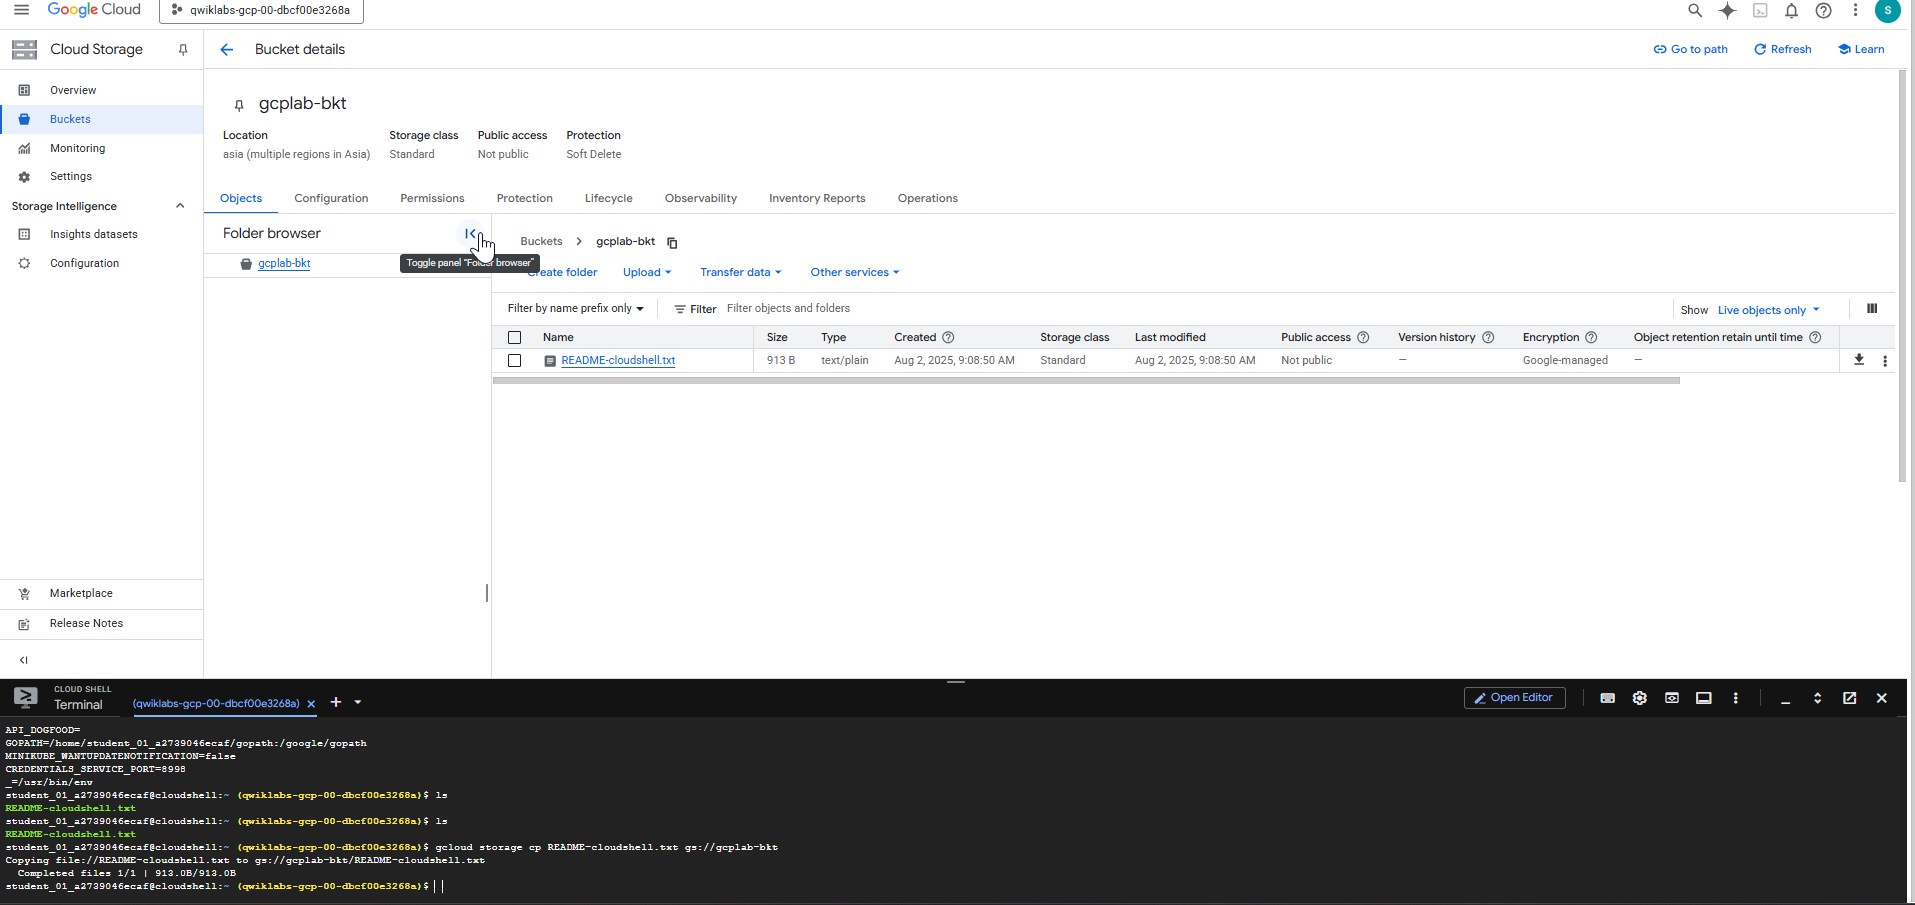 Google Cloud
qwiklabs-gcp-00-dbcf00e3268a
S
Cloud Storage
Bucket details
Go to path
Refresh
Learn
Overview
Buckets
Monitoring
Settings
Storage Intelligence
Insights datasets
Configuration
Marketplace
Release Notes
gcplab-bkt
Location Storage class Public access Protection
asia (multiple regions in Asia) Standard Not public Soft Delete
Objects Configuration Permissions Protection Lifecycle Observability Inventory Reports Operations
Folder browser
gcplab-bkt
Toggle panel "Folder browser"
Buckets > gcplab-bkt
Create folder Upload Transfer data Other services
Filter by name prefix only Filter Filter objects and folders Show Live objects only
Name Size Type Created Storage class Last modified Public access Version history Encryption Object retention retain until time
README-cloudshell.txt 913 B text/plain Aug 2, 2025, 9:08:50 AM Standard Aug 2, 2025, 9:08:50 AM Not public — Google-managed —
CLOUD SHELL
Terminal (qwiklabs-gcp-00-dbcf00e3268a) Open Editor
API_DOGFOOD=
GOPATH=/home/student_01_a2739046ecaf/gopath:/google/gopath
MINIKUBE_WANTUPDATENOTIFICATION=false
CREDENTIALS_SERVICE_PORT=8998
_=/usr/bin/env
student_01_a2739046ecaf@cloudshell:~ (qwiklabs-gcp-00-dbcf00e3268a)$ ls
README-cloudshell.txt
student_01_a2739046ecaf@cloudshell:~ (qwiklabs-gcp-00-dbcf00e3268a)$ ls
README-cloudshell.txt
student_01_a2739046ecaf@cloudshell:~ (qwiklabs-gcp-00-dbcf00e3268a)$ gcloud storage cp README-cloudshell.txt gs://gcplab-bkt
Copying file://README-cloudshell.txt to gs://gcplab-bkt/README-cloudshell.txt
Completed files 1/1 | 913.0B/913.0B
student_01_a2739046ecaf@cloudshell:~ (qwiklabs-gcp-00-dbcf00e3268a)$